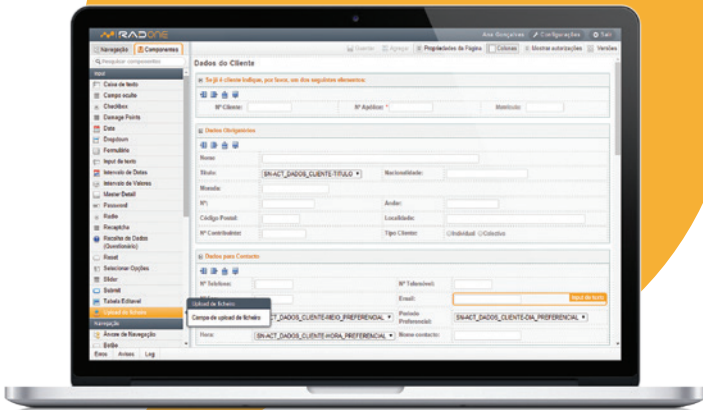 RADONE
Ana Gonçalves Configurações Sair
Navegação Componentes
Guardar Propriedades da Página Colunas Mostrar autorizações Versões
Pesquisar componentes
Input
Caixa de texto
Campo oculto
Checkbox
Damage Points
Data
Dropdown
Formulário
Input de texto
Intervalo de Datas
Intervalo de Valores
Master Detail
Password
Radio
Recaptcha
Recolha de Dados
(Questionário)
Reset
Selecionar Opções
Slider
Submit
Tabela Editavel
Upload de ficheiro
Navegação
Árvore de Navegação
Botão
Erros Avisos Log
Upload de ficheiro
Campo de upload de ficheiro
Dados do Cliente
Se já é cliente indique, por favor, um dos seguintes elementos:
Nº Cliente: Nº Apólice: * Matrícula:
Dados Obrigatórios
Nome:
Título: SN-ACT_DADOS_CLIENTE-TITULO Nacionalidade:
Morada:
Nº: Andar:
Código Postal: Localidade:
Nº Contribuinte: Tipo Cliente: Individual Colectivo
Dados para Contacto
Nº Telefone: Nº Telemóvel:
Email: Input de texto
ACT_DADOS_CLIENTE-MEIO_PREFERENCIAL Período Preferencial: SN-ACT_DADOS_CLIENTE-DIA_PREFERENCIAL
Hora: SN-ACT_DADOS_CLIENTE-HORA_PREFERENCIAL Nome contacto: